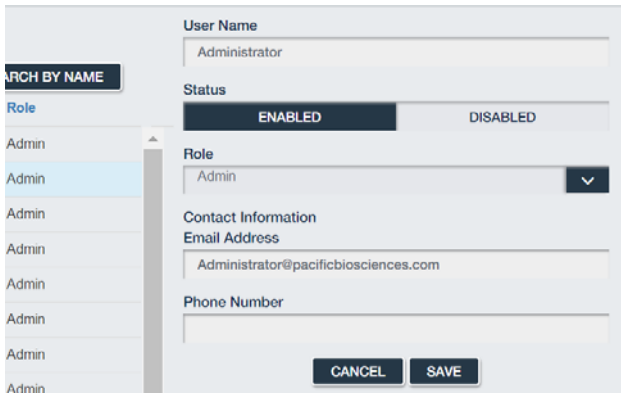 ARCH BY NAME
Role
Admin
Admin
Admin
Admin
Admin
Admin
Admin
Admin
User Name
Administrator
Status
ENABLED DISABLED
Role
Admin
Contact Information
Email Address
Administrator@pacificbiosciences.com
Phone Number
CANCEL SAVE